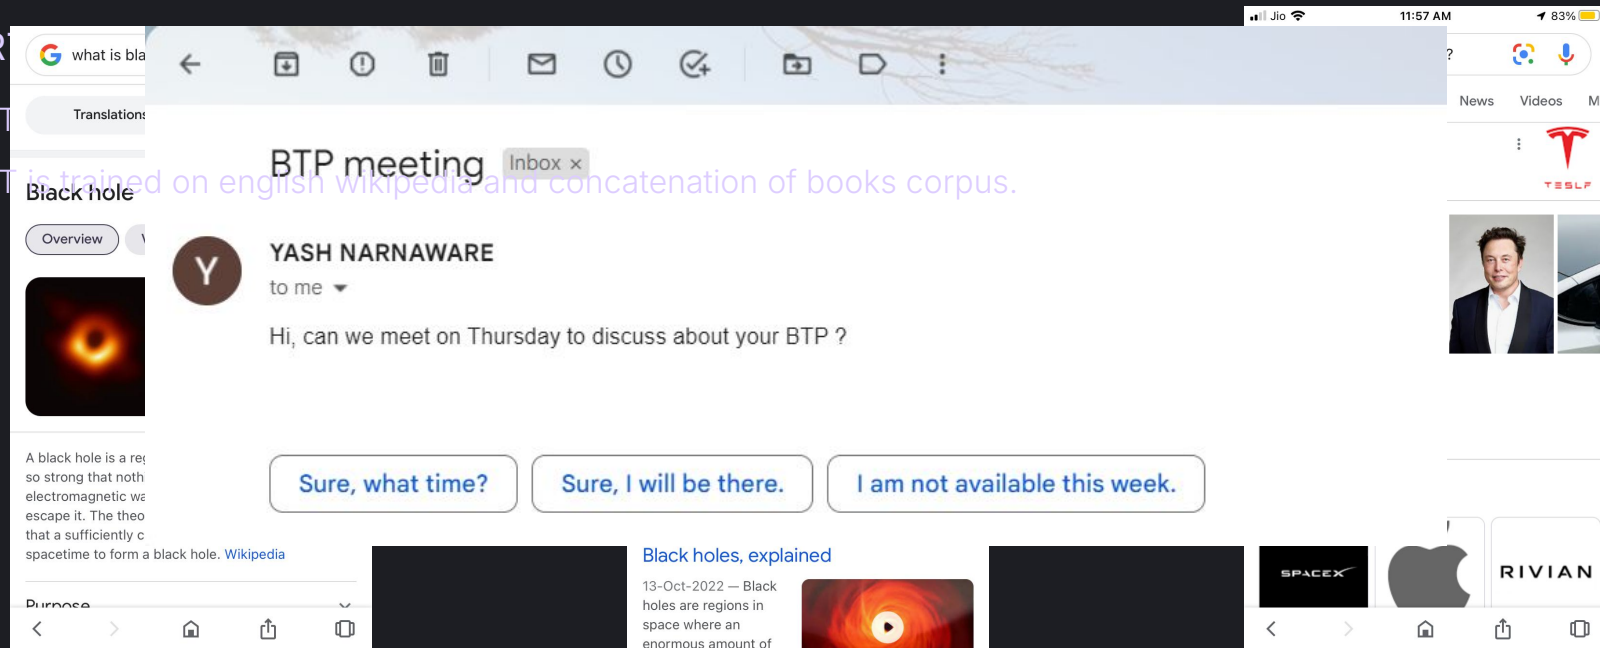 Jio
11:57 AM
83%
what is bla
?
Translations
News Videos M
BTP meeting Inbox ×
T is trained on english wikipedia and concatenation of books corpus.
TESLA
Black hole
Overview
YASH NARNAWARE
Y
to me
Hi, can we meet on Thursday to discuss about your BTP ?
A black hole is a reg
so strong that noth
electromagnetic wa
escape it. The theo
that a sufficiently c
spacetime to form a black hole. Wikipedia
Sure, what time?
Sure, I will be there.
I am not available this week.
Purpose
Black holes, explained
13-Oct-2022 — Black
holes are regions in
space where an
enormous amount of
SPACEX
RIVIAN